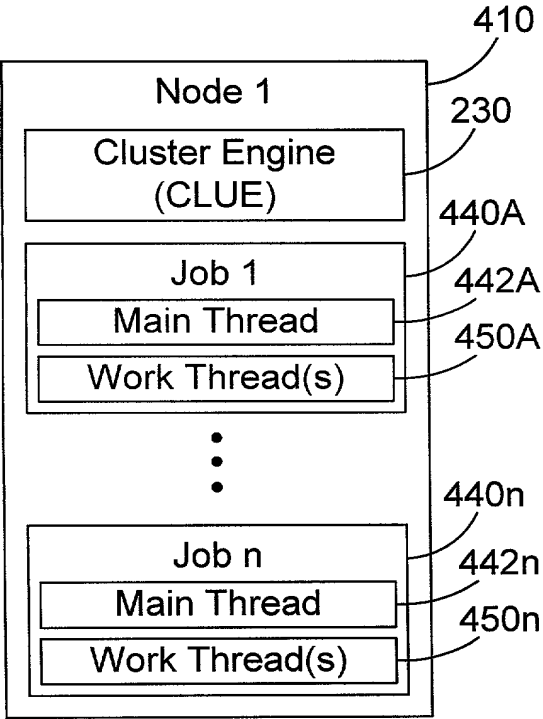 410
Node 1
230
Cluster Engine
(CLUE)
440A
Job 1
442A
Main Thread
450A
Work Thread(s)
440n
Job n
442n
Main Thread
450n
Work Thread(s)